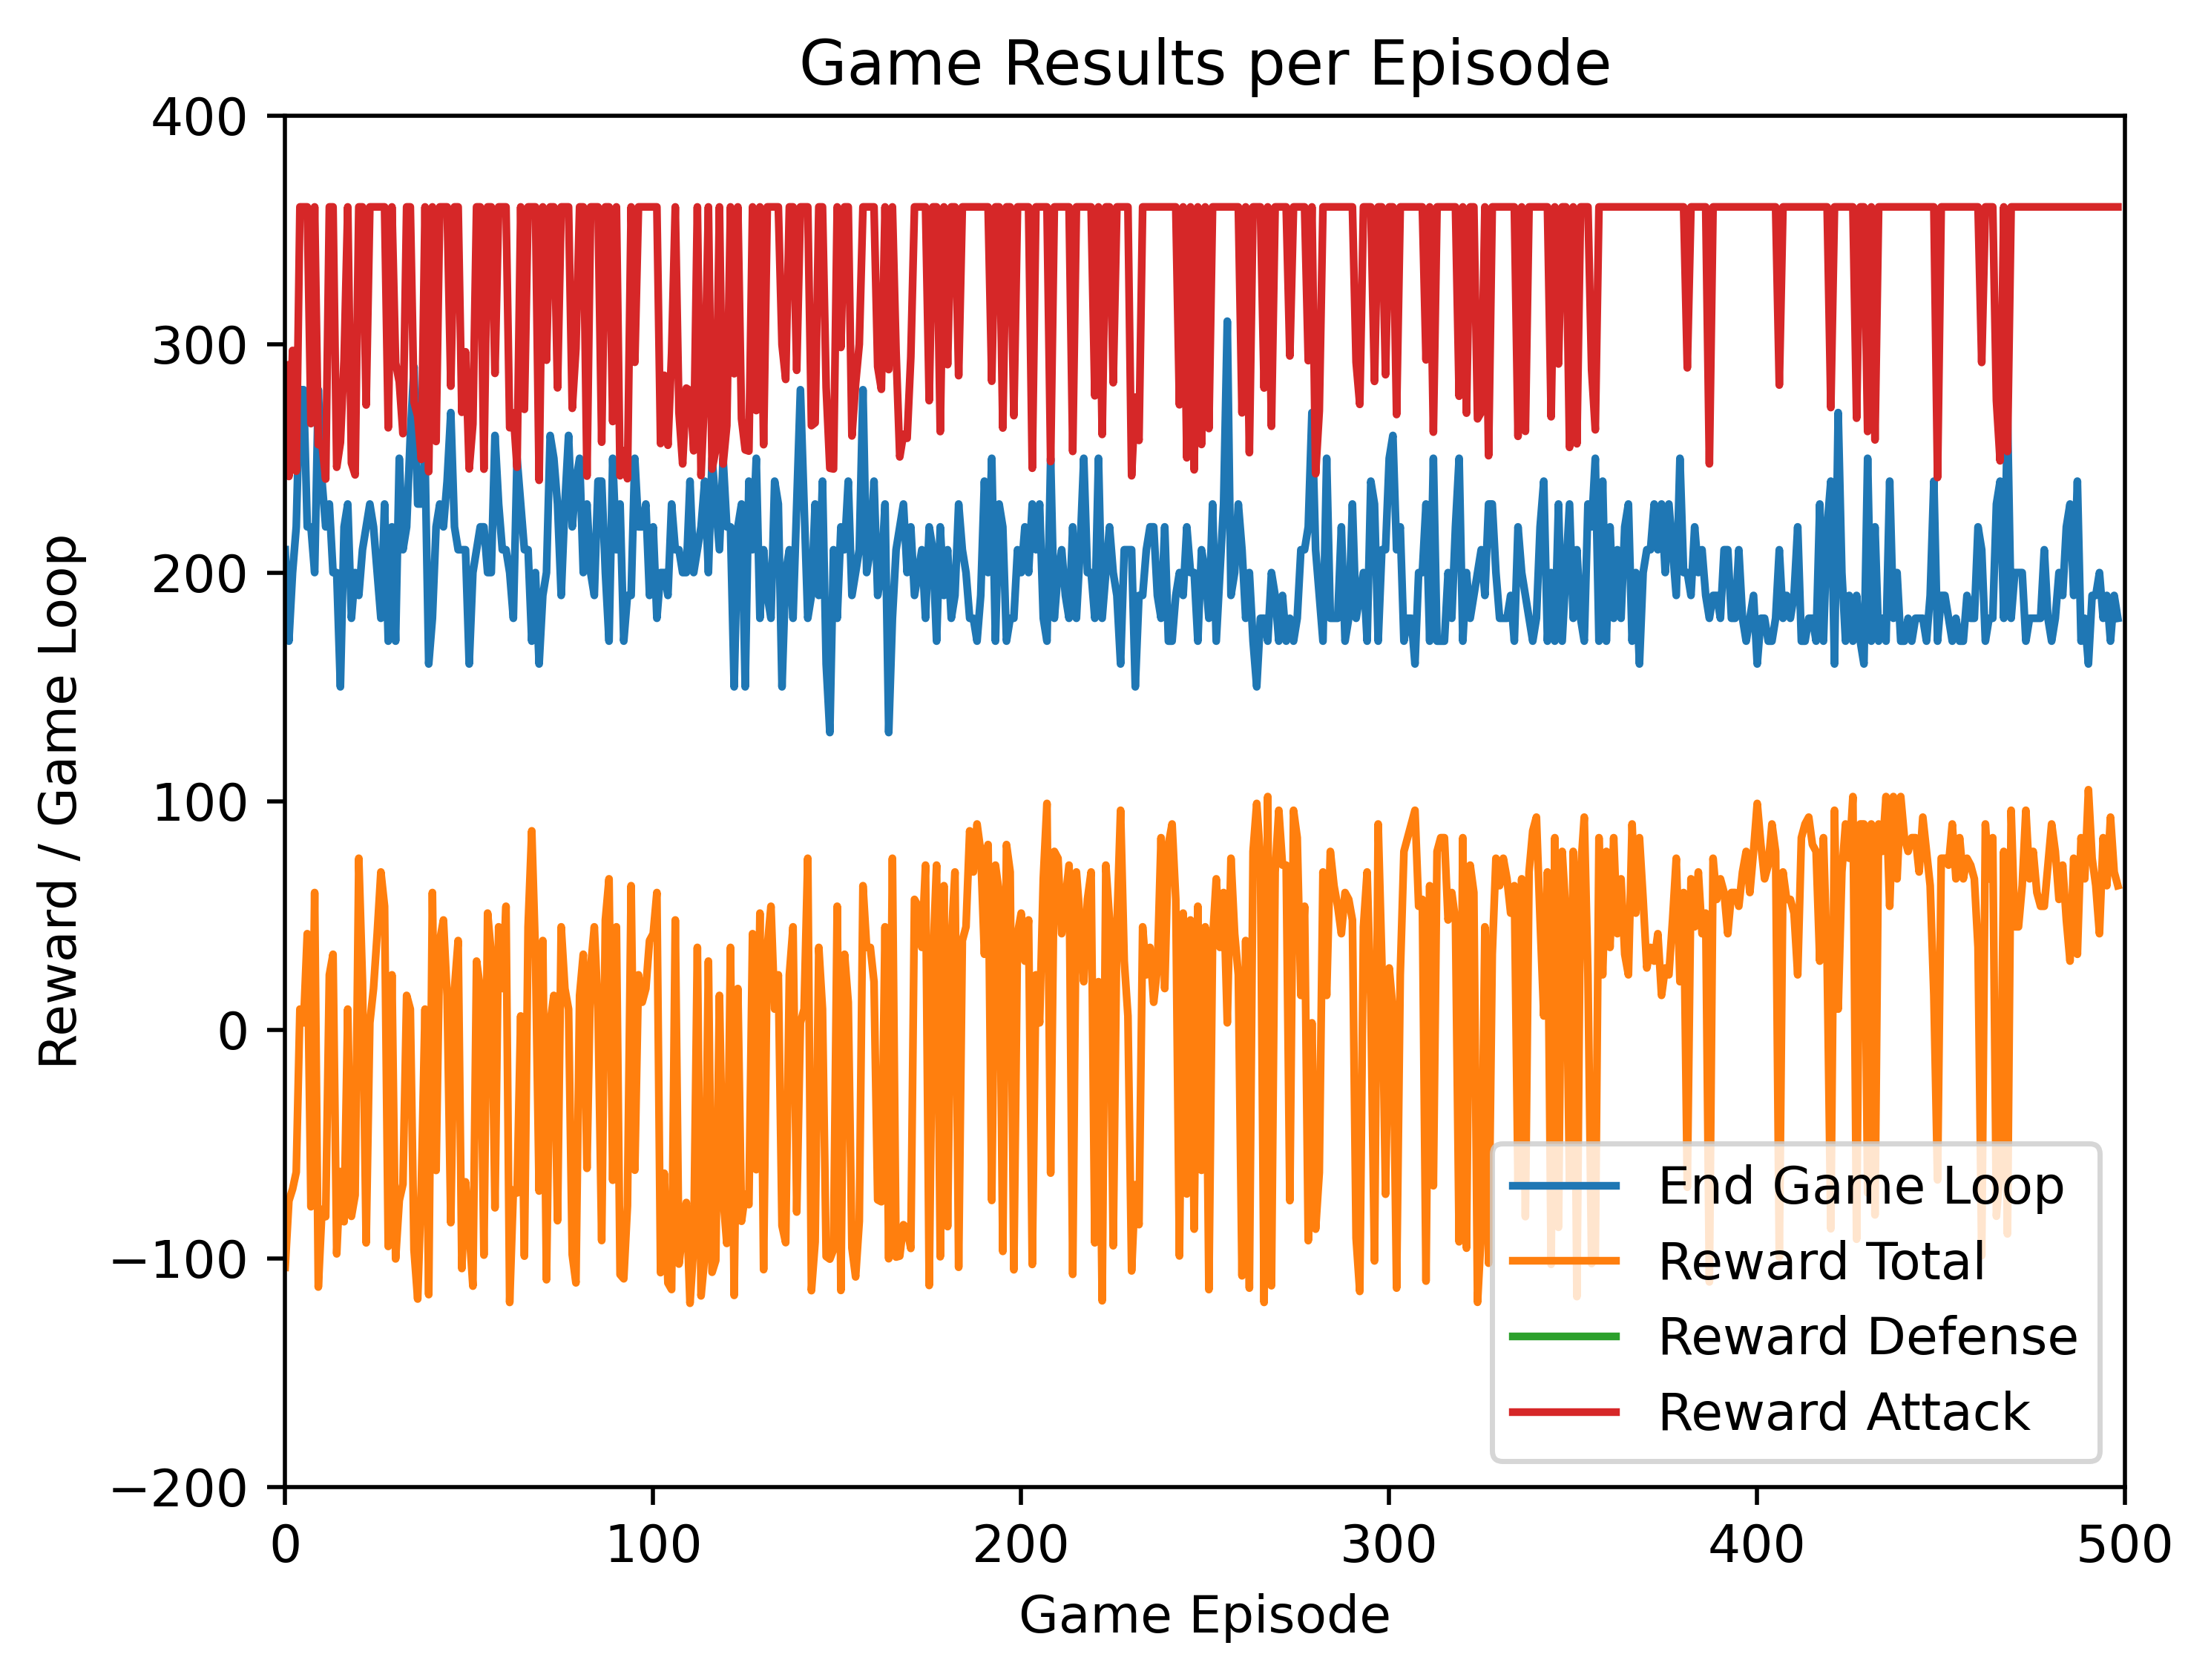 Game Results per Episode
Reward / Game Loop
400
300
200
100
0
−100
−200
End Game Loop
Reward Total
Reward Defense
Reward Attack
0 100 200 300 400 500
Game Episode